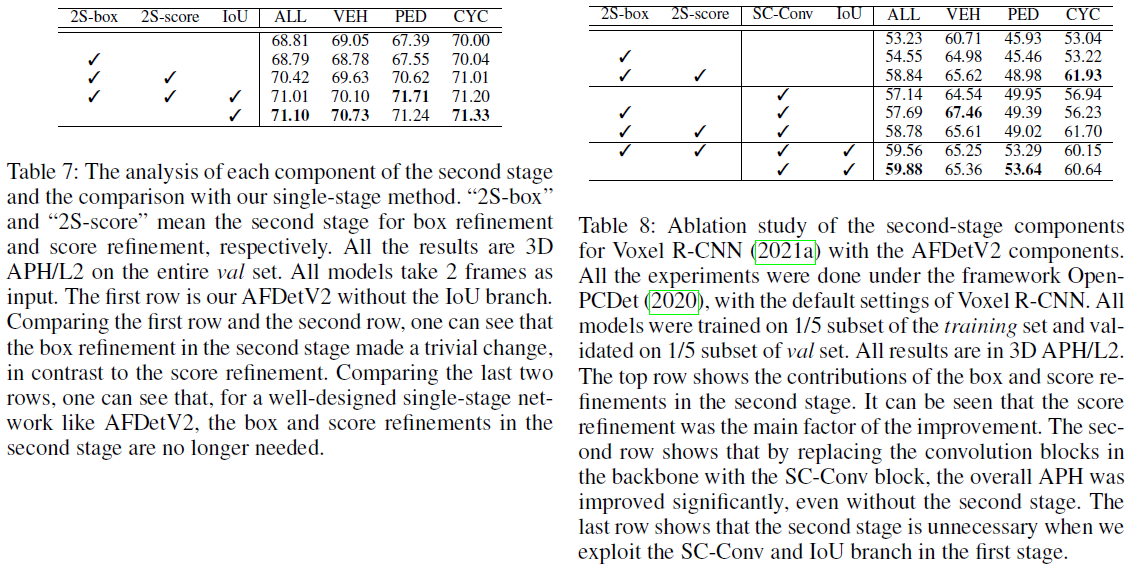 2S-box 2S-score IoU ALL VEH PED CYC
68.81 69.05 67.39 70.00
✓ 68.79 68.78 67.55 70.04
✓ ✓ 70.42 69.63 70.62 71.01
✓ ✓ ✓ 71.01 70.10 71.71 71.20
✓ 71.10 70.73 71.24 71.33
Table 7: The analysis of each component of the second stage
and the comparison with our single-stage method. “2S-box”
and “2S-score” mean the second stage for box refinement
and score refinement, respectively. All the results are 3D
APH/L2 on the entire val set. All models take 2 frames as
input. The first row is our AFDetV2 without the IoU branch.
Comparing the first row and the second row, one can see that
the box refinement in the second stage made a trivial change,
in contrast to the score refinement. Comparing the last two
rows, one can see that, for a well-designed single-stage net-
work like AFDetV2, the box and score refinements in the
second stage are no longer needed.
2S-box 2S-score SC-Conv IoU ALL VEH PED CYC
53.23 60.71 45.93 53.04
✓ 54.55 64.98 45.46 53.22
✓ ✓ 58.84 65.62 48.98 61.93
✓ 57.14 64.54 49.95 56.94
✓ ✓ 57.69 67.46 49.39 56.23
✓ ✓ ✓ 58.78 65.61 49.02 61.70
✓ ✓ ✓ ✓ 59.56 65.25 53.29 60.15
✓ ✓ 59.88 65.36 53.64 60.64
Table 8: Ablation study of the second-stage components
for Voxel R-CNN (2021a) with the AFDetV2 components.
All the experiments were done under the framework Open-
PCDet (2020), with the default settings of Voxel R-CNN. All
models were trained on 1/5 subset of the training set and val-
idated on 1/5 subset of val set. All results are in 3D APH/L2.
The top row shows the contributions of the box and score re-
finements in the second stage. It can be seen that the score
refinement was the main factor of the improvement. The sec-
ond row shows that by replacing the convolution blocks in
the backbone with the SC-Conv block, the overall APH was
improved significantly, even without the second stage. The
last row shows that the second stage is unnecessary when we
exploit the SC-Conv and IoU branch in the first stage.